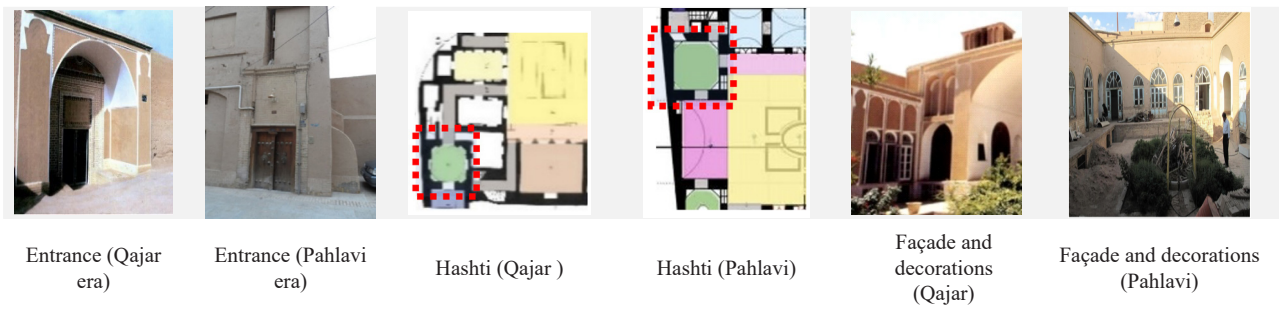 Entrance (Qajar
era)
Entrance (Pahlavi
era)
Hashti (Qajar )
Hashti (Pahlavi)
Façade and
decorations
(Qajar)
Façade and decorations
(Pahlavi)